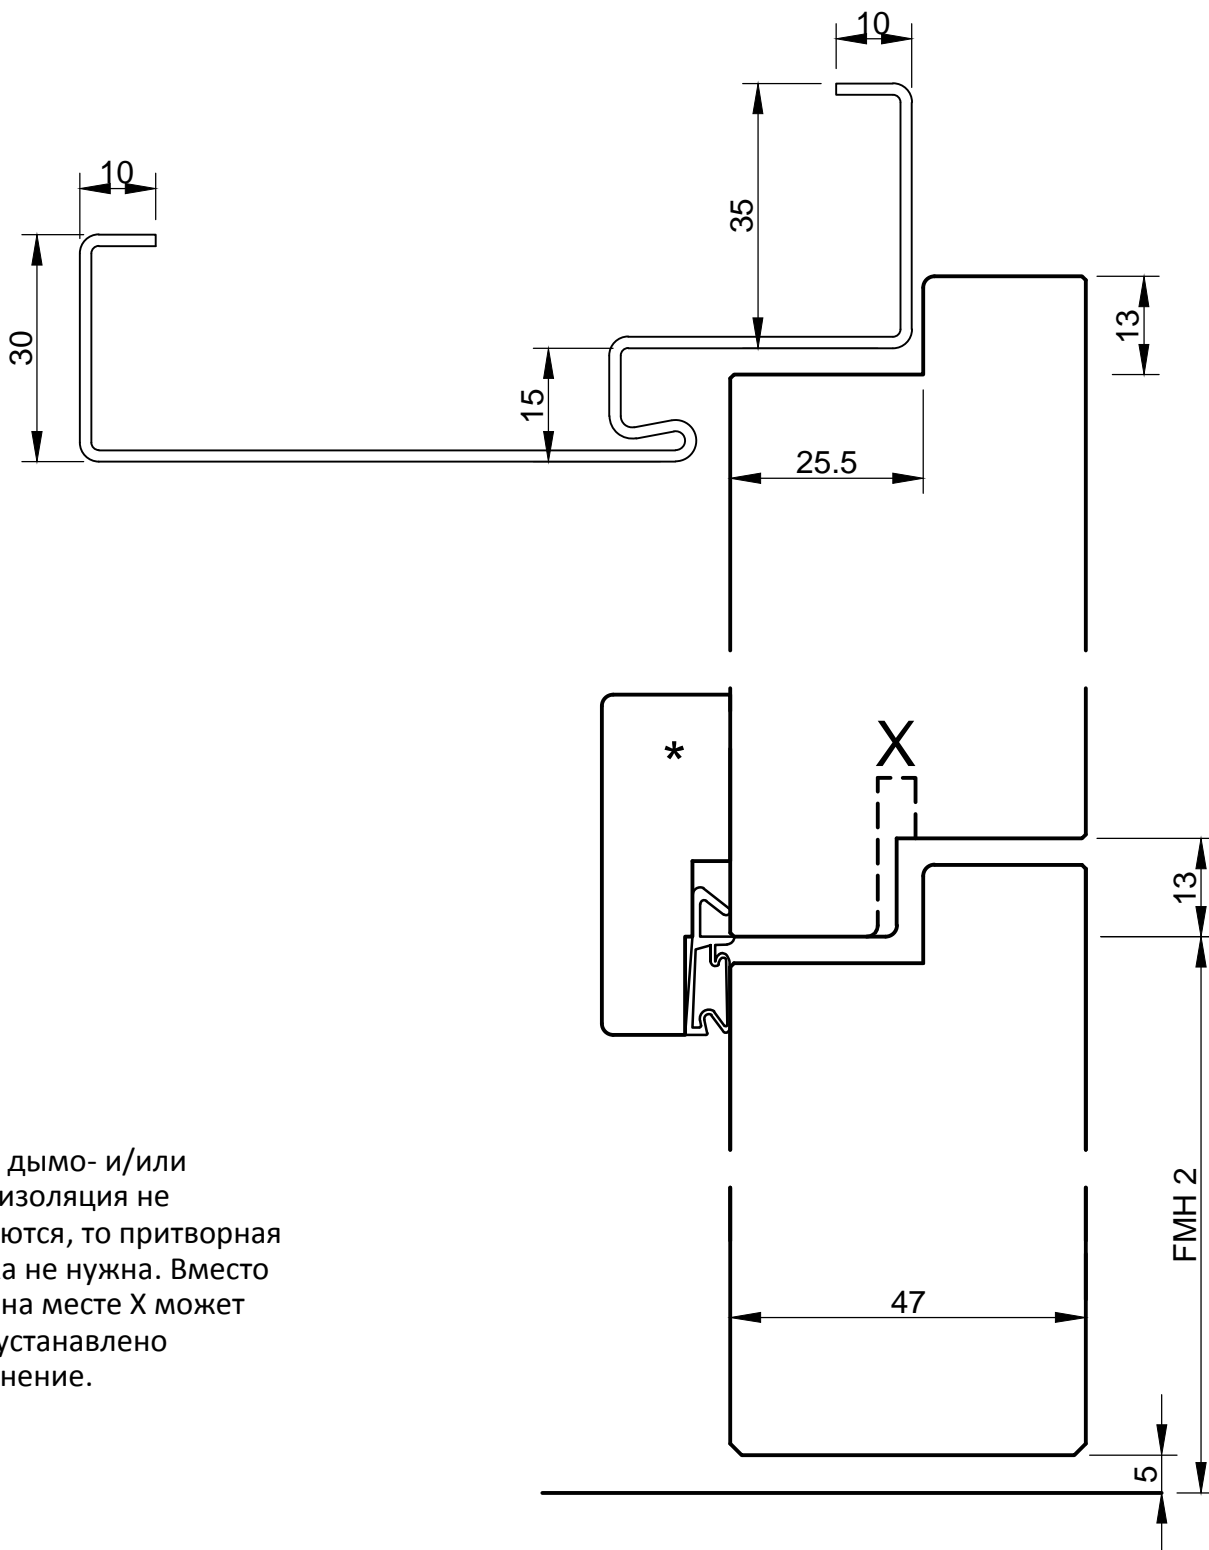 10
10
35
30
13
15
25.5
*
X
13
дымо- и/или
изоляция не
ются, то притворная
а не нужна. Вместо
на месте X может
устанавлено
нение.
FMH 2
47
5